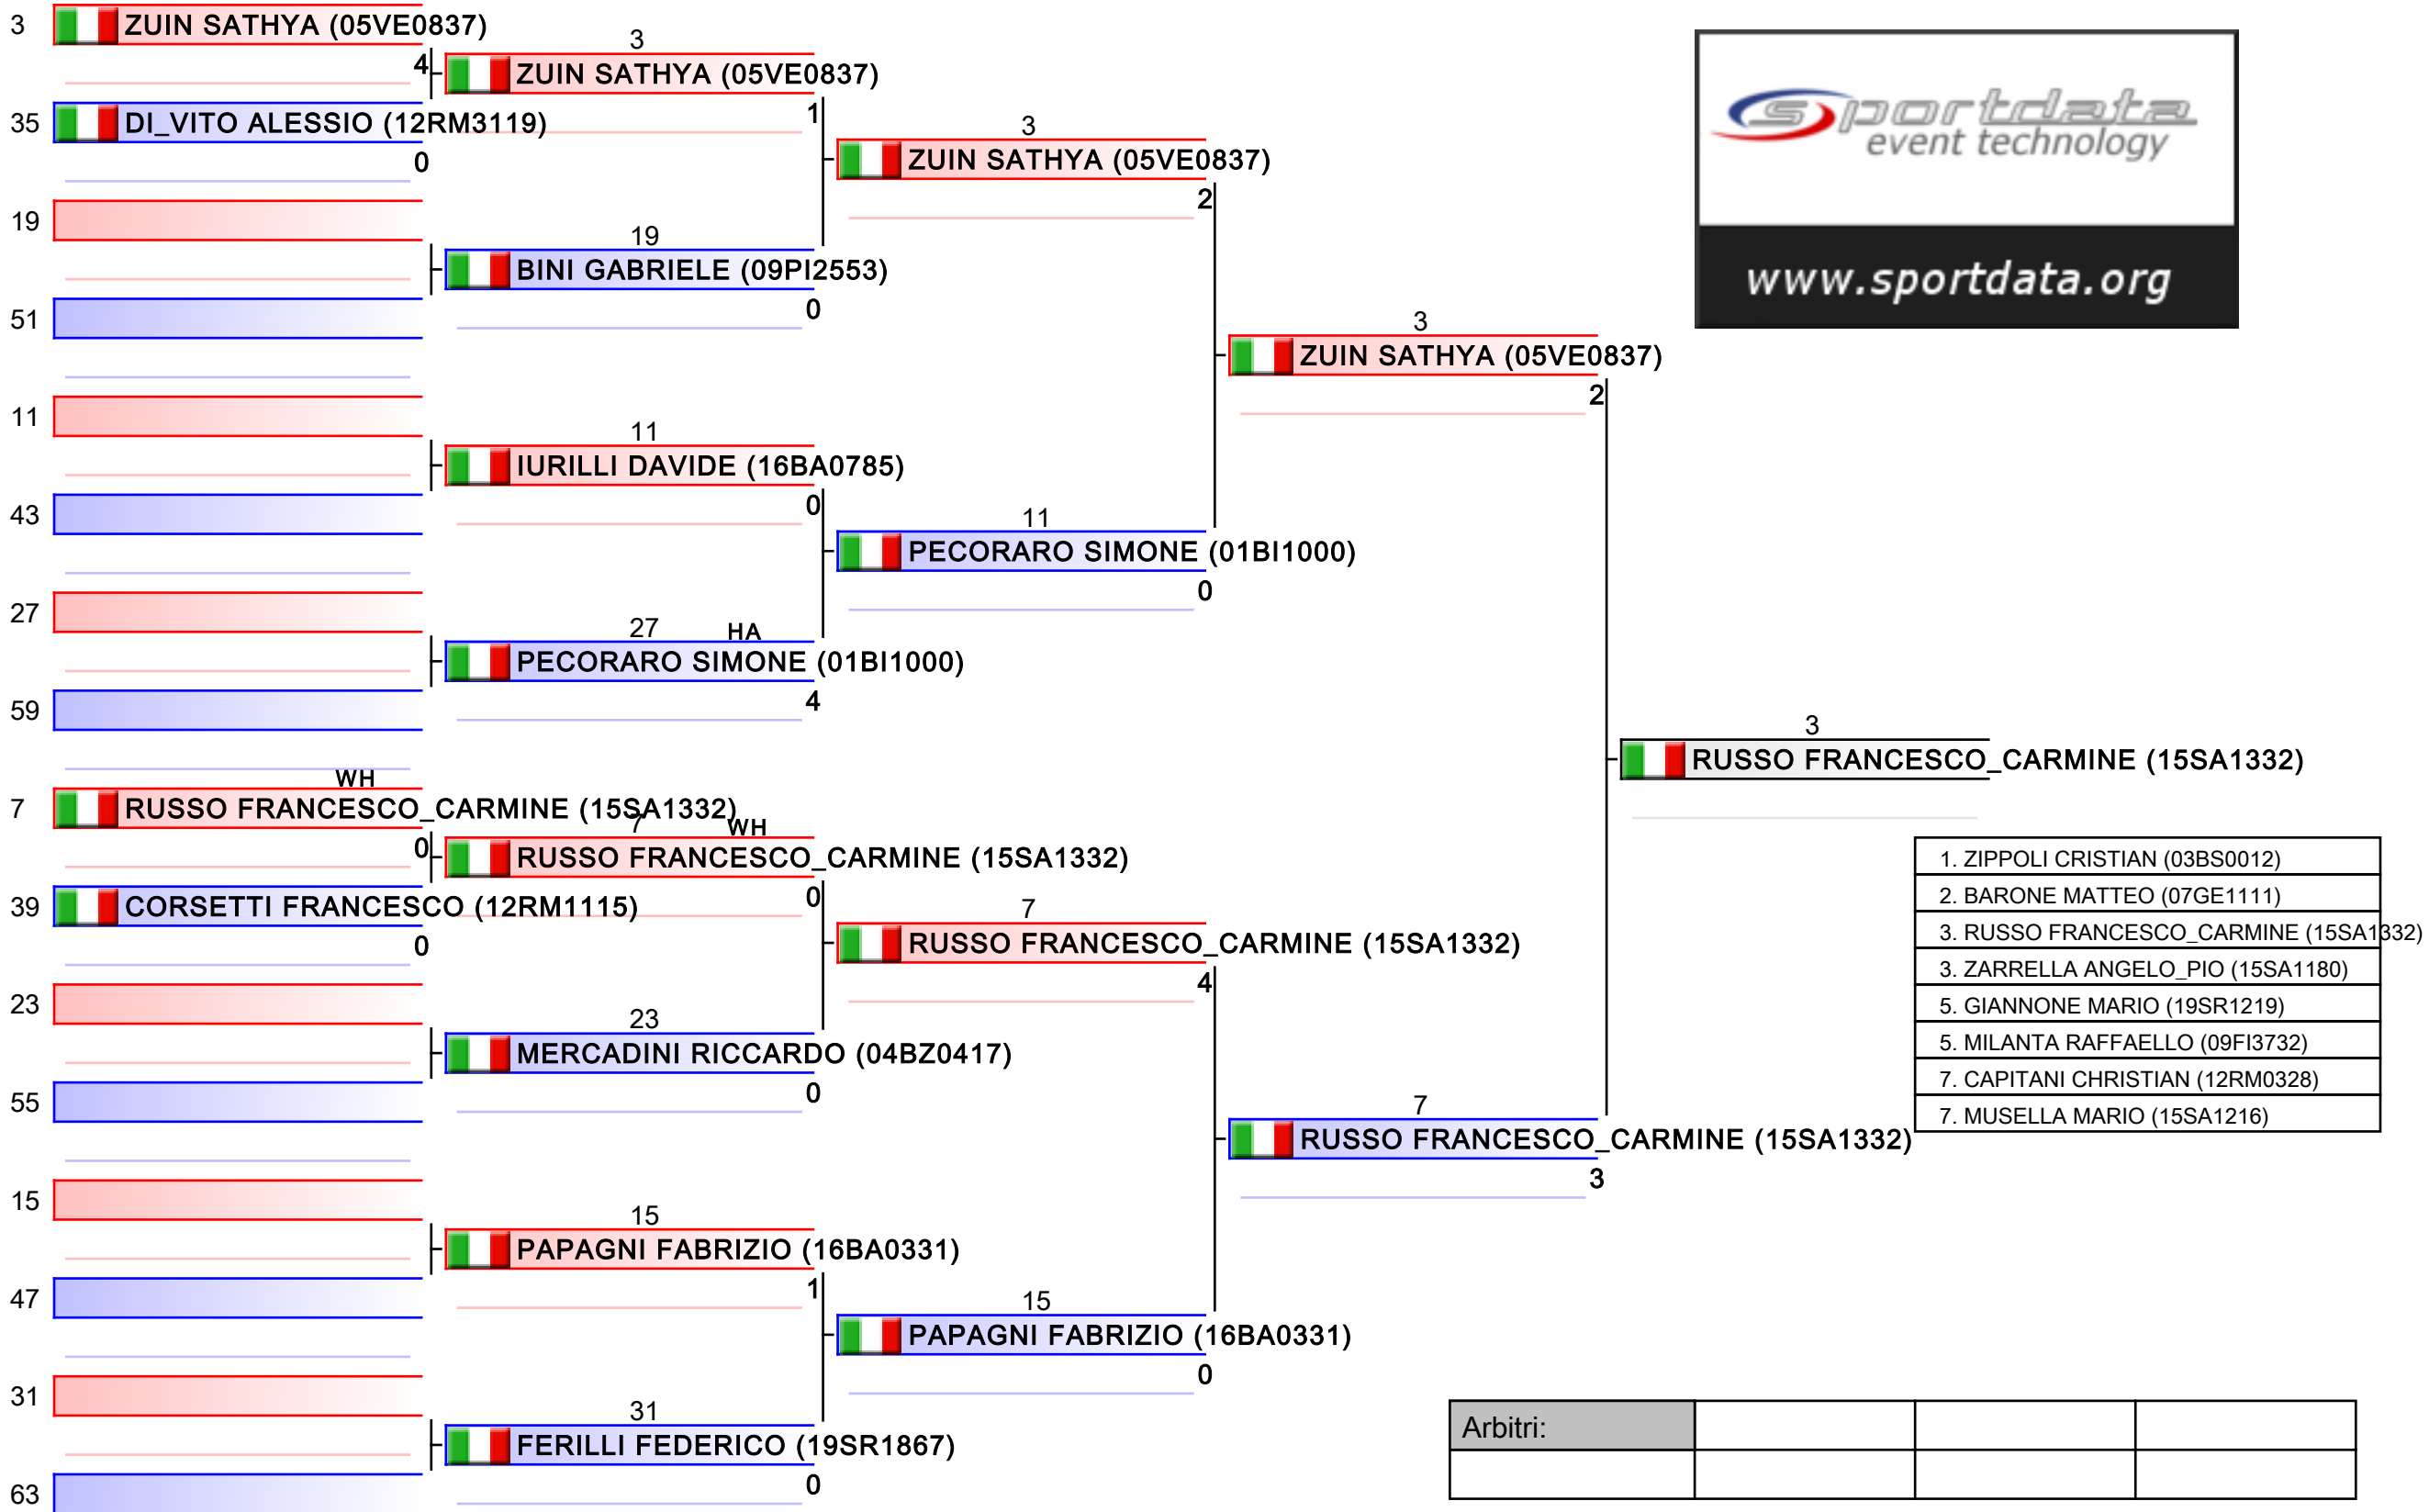 3 ZUIN SATHYA (05VE0837)
4
35 DI_VITO ALESSIO (12RM3119)
0
19
51
11
43
27
59
WH
7 RUSSO FRANCESCO_CARMINE (15SA1332)
0
39 CORSETTI FRANCESCO (12RM1115)
0
23
55
15
47
31
63
3
ZUIN SATHYA (05VE0837)
1
19
BINI GABRIELE (09PI2553)
0
11
IURILLI DAVIDE (16BA0785)
0
27 HA
PECORARO SIMONE (01BI1000)
4
7 WH
RUSSO FRANCESCO_CARMINE (15SA1332)
0
23
MERCADINI RICCARDO (04BZ0417)
0
15
PAPAGNI FABRIZIO (16BA0331)
1
31
FERILLI FEDERICO (19SR1867)
0
3
ZUIN SATHYA (05VE0837)
2
11
PECORARO SIMONE (01BI1000)
0
7
RUSSO FRANCESCO_CARMINE (15SA1332)
4
15
PAPAGNI FABRIZIO (16BA0331)
0
3
ZUIN SATHYA (05VE0837)
2
7
RUSSO FRANCESCO_CARMINE (15SA1332)
3
3
RUSSO FRANCESCO_CARMINE (15SA1332)
sportdata
event technology
www.sportdata.org
1. ZIPPOLI CRISTIAN (03BS0012)
2. BARONE MATTEO (07GE1111)
3. RUSSO FRANCESCO_CARMINE (15SA1332)
3. ZARRELLA ANGELO_PIO (15SA1180)
5. GIANNONE MARIO (19SR1219)
5. MILANTA RAFFAELLO (09FI3732)
7. CAPITANI CHRISTIAN (12RM0328)
7. MUSELLA MARIO (15SA1216)
Arbitri: